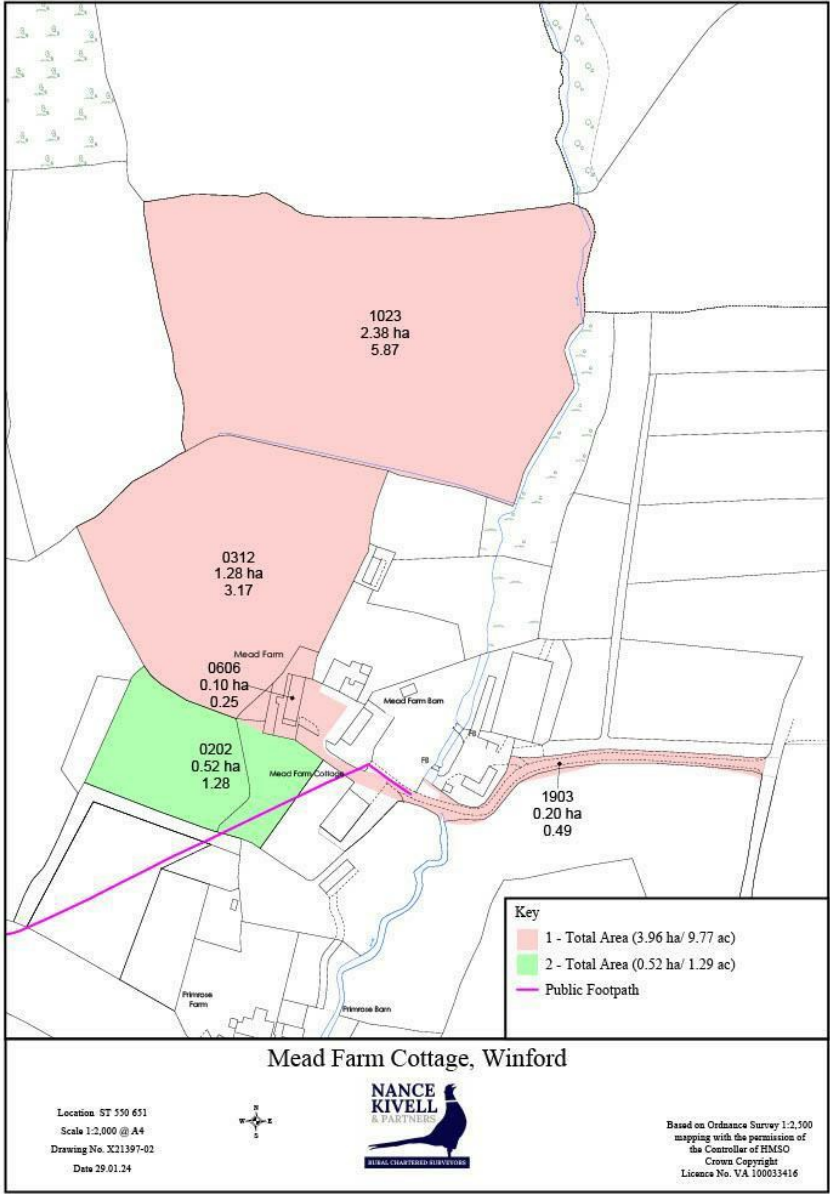 1023
2.38 ha
5.87
0312
1.28 ha
3.17
Mead Farm
0606
0.10 ha
0.25
Mead Farm Barn
FB
FB
0202
0.52 ha
1.28
Mead Farm Cottage
1903
0.20 ha
0.49
Primrose
Farm
Primrose Barn
Key
1 - Total Area (3.96 ha/ 9.77 ac)
2 - Total Area (0.52 ha/ 1.29 ac)
Public Footpath
Mead Farm Cottage, Winford
Location ST 550 651
Scale 1:2,000 @ A4
Drawing No. X21397-02
Date 29.01.24
N
W E
S
NANCE
KIVELL
& PARTNERS
RURAL CHARTERED SURVEYORS
Based on Ordnance Survey 1:2,500
mapping with the permission of
the Controller of HMSO
Crown Copyright
Licence No. VA 100033416